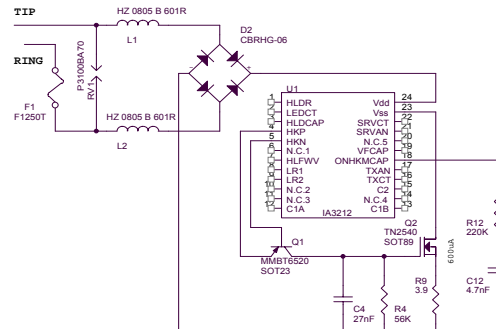 TIP
HZ 0805 B 601R
L1
D2
CBRHG-06
RING
P3100BA70
RV1
F1
F1250T
HZ 0805 B 601R
L2
U1
1 HLDR Vdd 24
2 LEDCT Vss 23
3 HLDCAP SRVCT 22
4 HKP SRVAN 21
5 HKN N.C.5 20
6 N.C.1 VFCAP 19
7 HLFWV ONHKMCAP 18
8 LR1 TXAN 17
9 LR2 TXCT 16
10 N.C.2 C2 15
11 N.C.3 N.C.4 14
12 C1A C1B 13
IA3212
Q2
TN2540
SOT89
R12
220K
Q1
MMBT6520
SOT23
600uA
R9
3.9
C12
4.7nF
C4
27nF
R4
56K